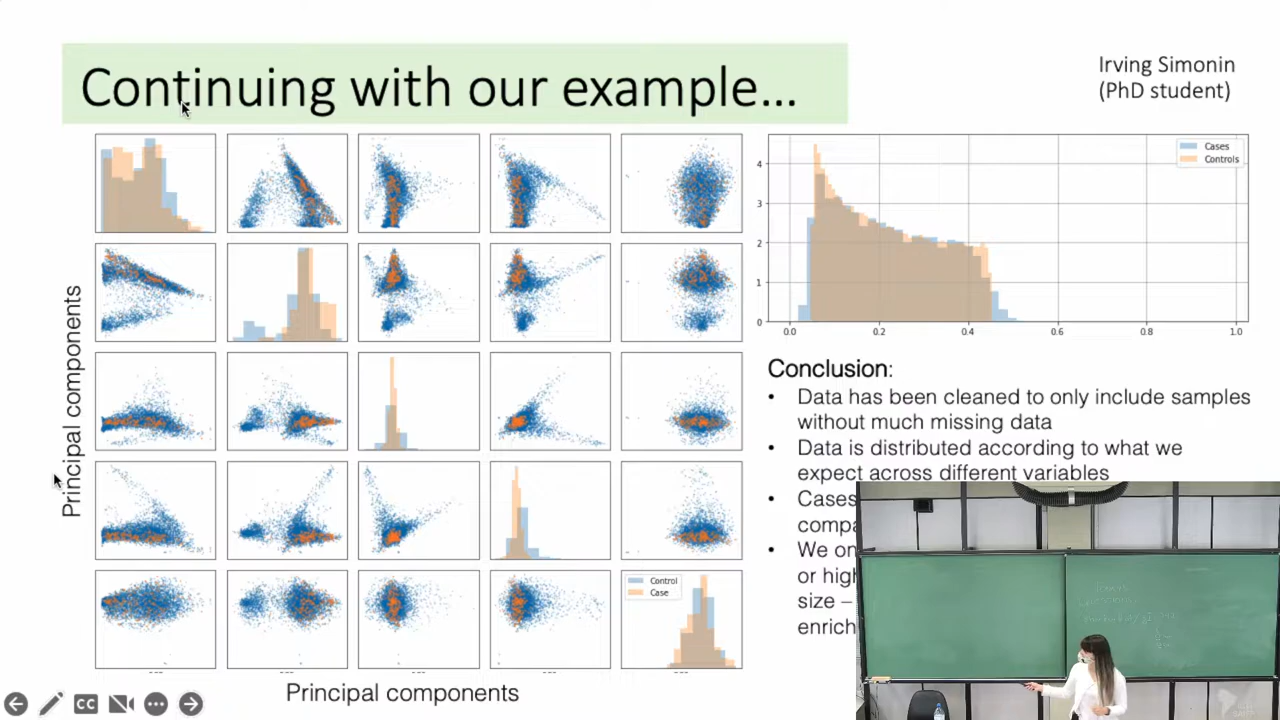 Continuing with our example...
Irving Simonin
(PhD student)
Principal components
Control
Case
Principal components
Cases
Controls
4
3
2
1
0
0.0 0.2 0.4 0.6 0.8 1.0
Conclusion:
• Data has been cleaned to only include samples
without much missing data
• Data is distributed according to what we
expect across different variables
• Cases
• We on
or high
size –
enrich
CC